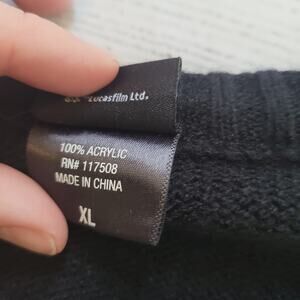 Lucasfilm Ltd.
100% ACRYLIC
RN# 117508
MADE IN CHINA
XL